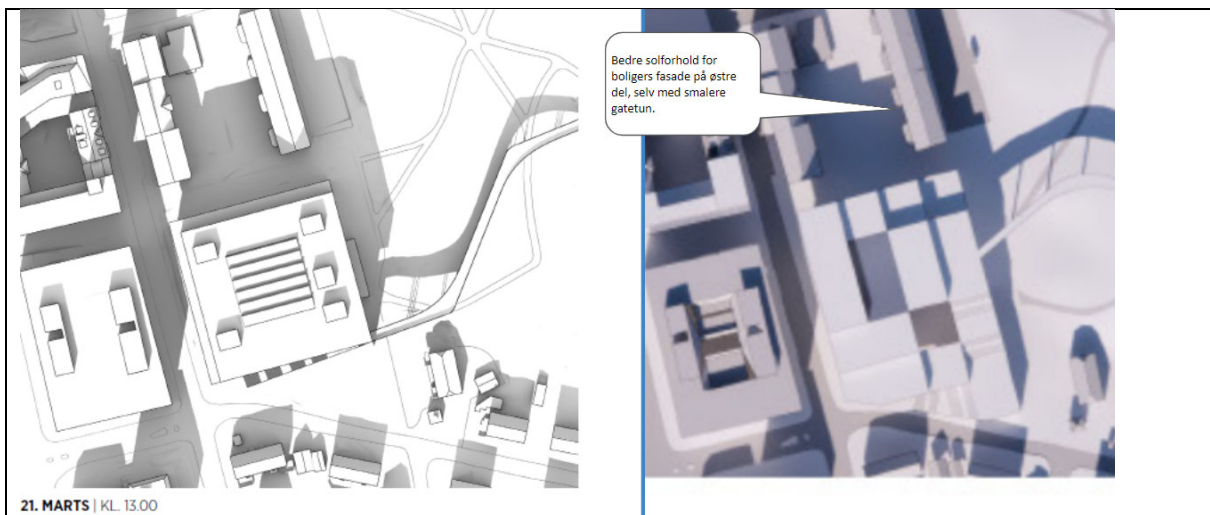 Bedre solforhold for
boligers fasade på østre
del, selv med smalere
gatetun.
21. MARTS | KL. 13.00